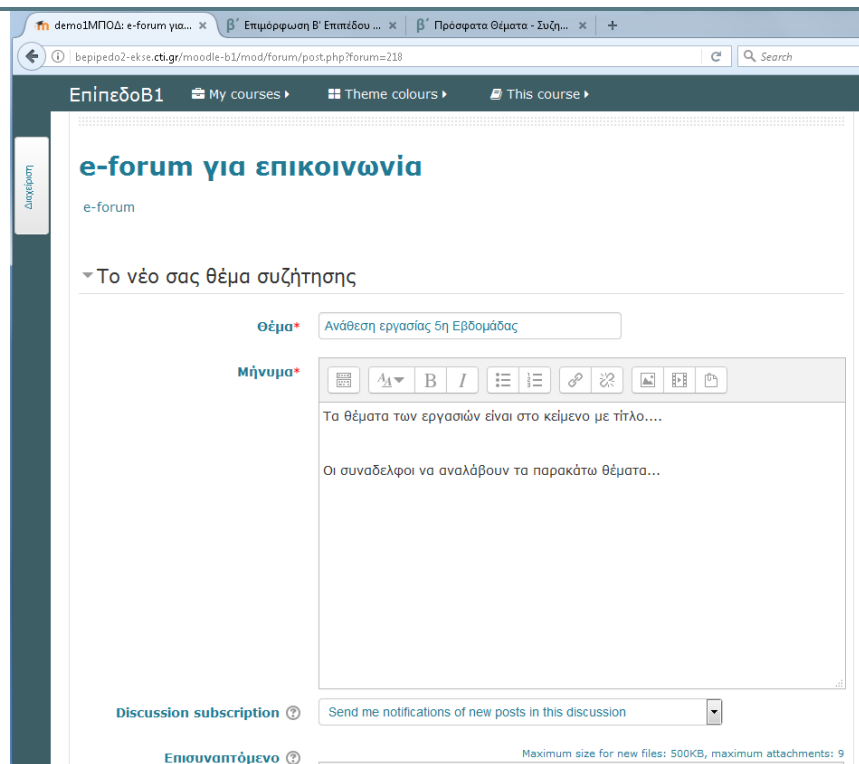 demo1ΜΠΟΔ: e-forum για... × β΄ Επιμόρφωση Β' Επιπέδου ... × β΄ Πρόσφατα Θέματα - Συζη... × +
bepipedo2-ekse.cti.gr/moodle-b1/mod/forum/post.php?forum=218 Search
ΕπίπεδοB1 My courses Theme colours This course
Διαχείριση
e-forum για επικοινωνία
e-forum
Το νέο σας θέμα συζήτησης
Θέμα* Ανάθεση εργασίας 5η Εβδομάδας
Μήνυμα*
B I
Τα θέματα των εργασιών είναι στο κείμενο με τίτλο....
Οι συναδελφοι να αναλάβουν τα παρακάτω θέματα...
Discussion subscription Send me notifications of new posts in this discussion
Επισυναπτόμενο Maximum size for new files: 500KB, maximum attachments: 9